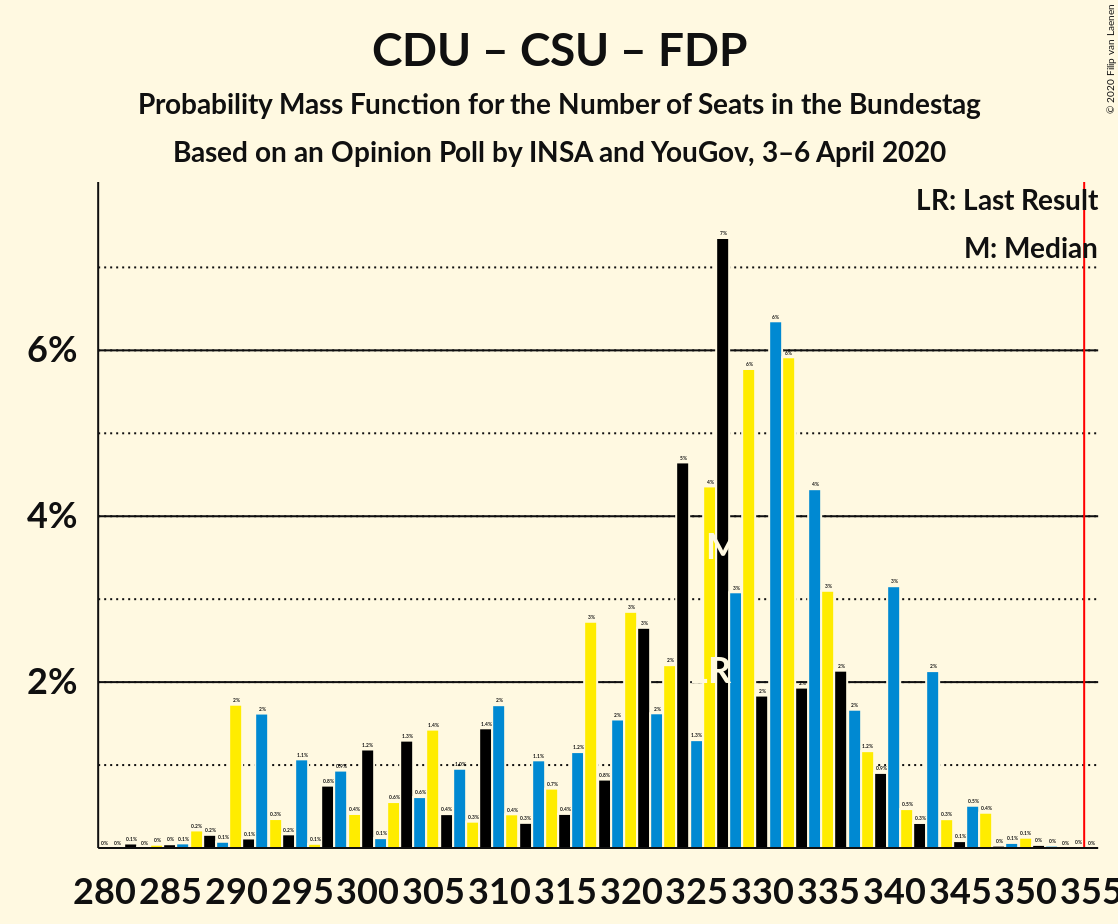 CDU – CSU – FDP
Probability Mass Function for the Number of Seats in the Bundestag
Based on an Opinion Poll by INSA and YouGov, 3–6 April 2020
© 2020 Filip van Laenen
LR: Last Result
M: Median
6%
4%
2%
M
LR
280 285 290 295 300 305 310 315 320 325 330 335 340 345 350 355